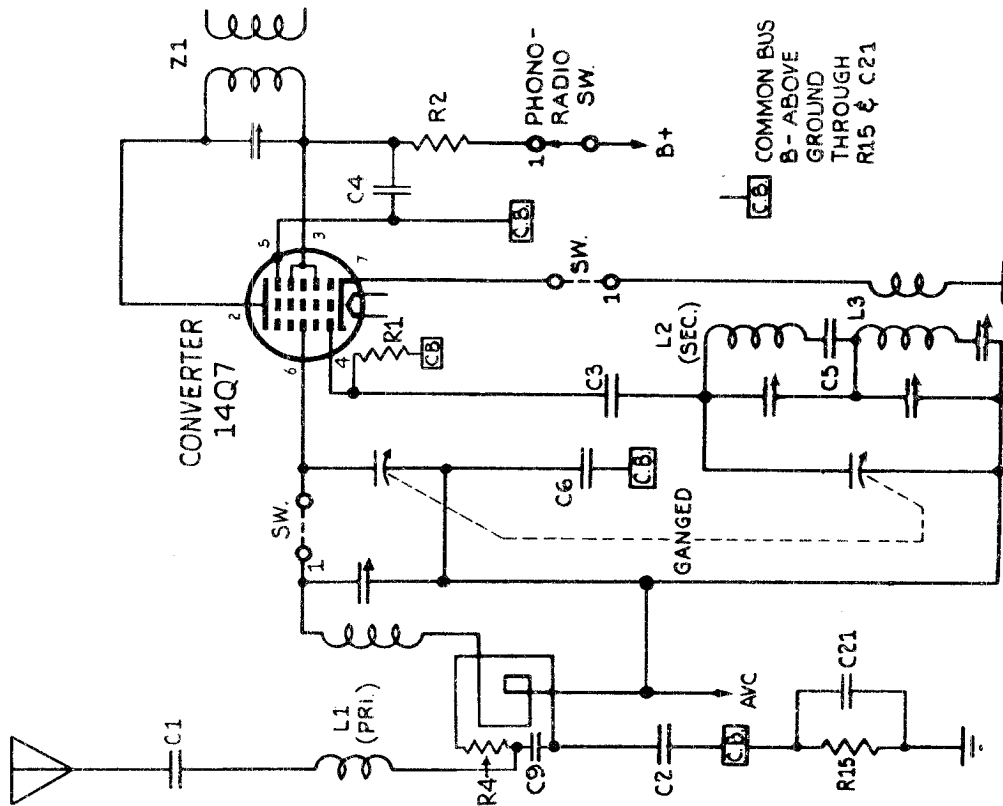 Z1
CONVERTER
14Q7
2
5
3
6
4
7
R1
C.B.
C4
R2
C.B.
1
PHONO-
RADIO
SW.
B+
COMMON BUS
B- ABOVE
GROUND
THROUGH
R15 & C21
C.B.
SW.
1
L2
(SEC.)
C3
C5
L3
SW.
1
C6
C.B.
GANGED
C1
L1
(PRI.)
R4
C9
C2
C.B.
AVC
R15
C21